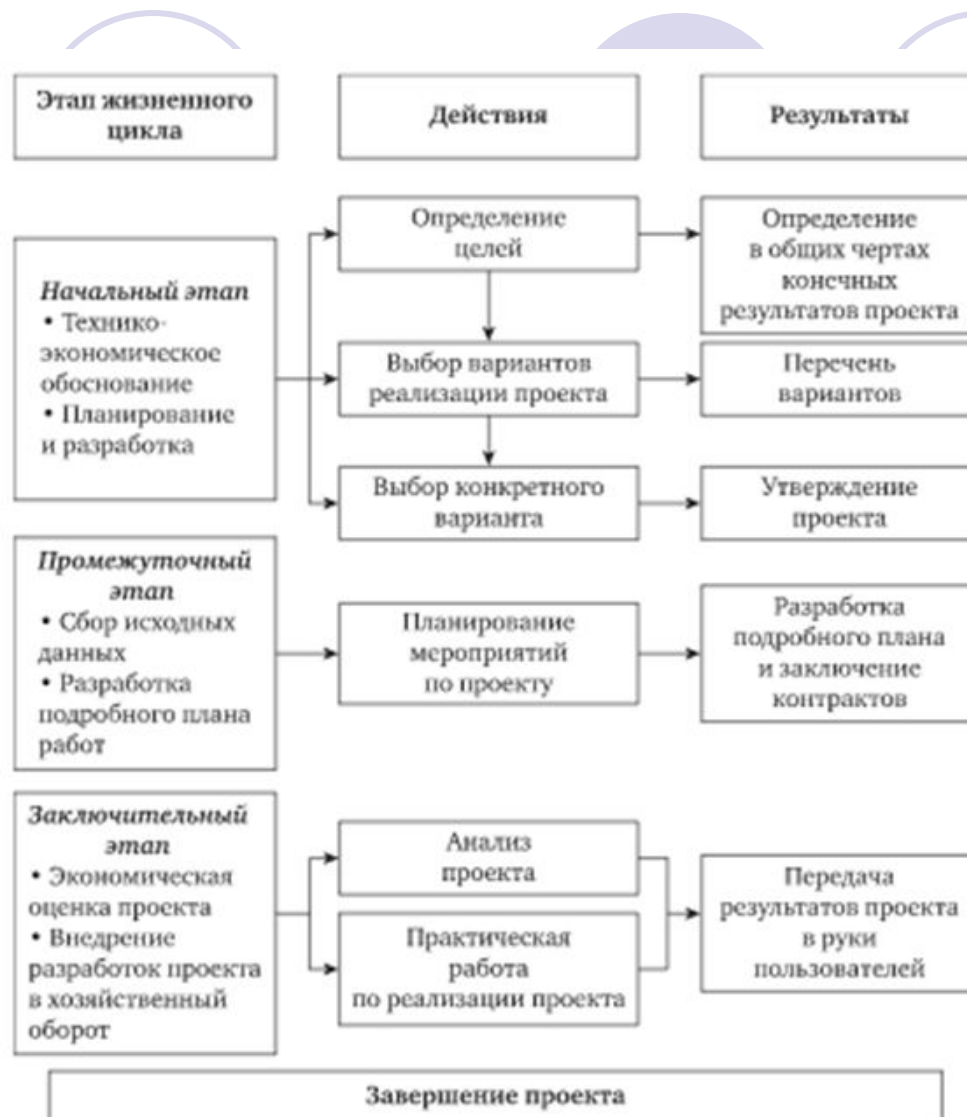 Этап жизненного
цикла
Действия
Результаты
Начальный этап
• Технико-
экономическое
обоснование
• Планирование
и разработка
Определение
целей
Определение
в общих чертах
конечных
результатов проекта
Выбор вариантов
реализации проекта
Перечень
вариантов
Выбор конкретного
варианта
Утверждение
проекта
Промежуточный
этап
• Сбор исходных
данных
• Разработка
подробного плана
работ
Планирование
мероприятий
по проекту
Разработка
подробного плана
и заключение
контрактов
Заключительный
этап
• Экономическая
оценка проекта
• Внедрение
разработок проекта
в хозяйственный
оборот
Анализ
проекта
Практическая
работа
по реализации проекта
Передача
результатов проекта
в руки
пользователей
Завершение проекта